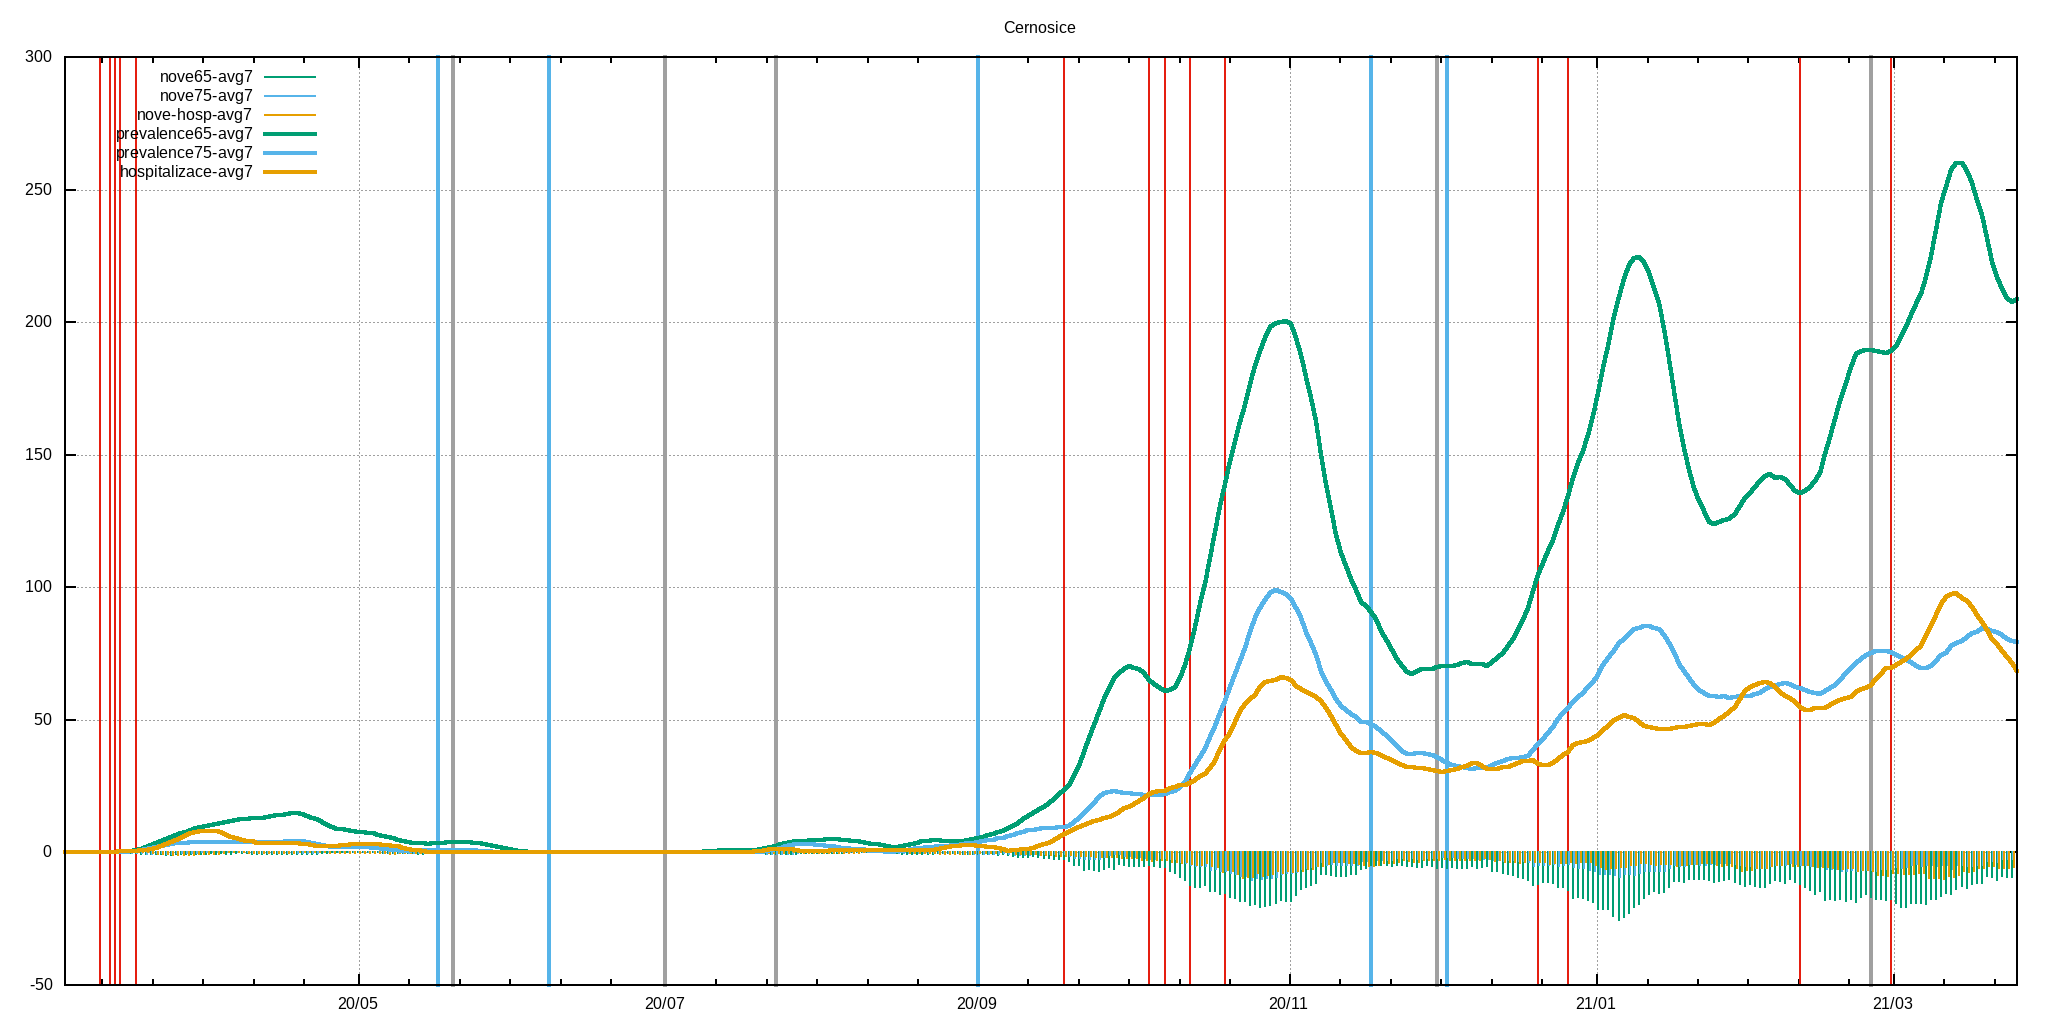 Cernosice
300
nove65-avg7
nove75-avg7
nove-hosp-avg7
prevalence65-avg7
prevalence75-avg7
hospitalizace-avg7
250
200
150
100
50
0
-50
20/05 20/07 20/09 20/11 21/01 21/03